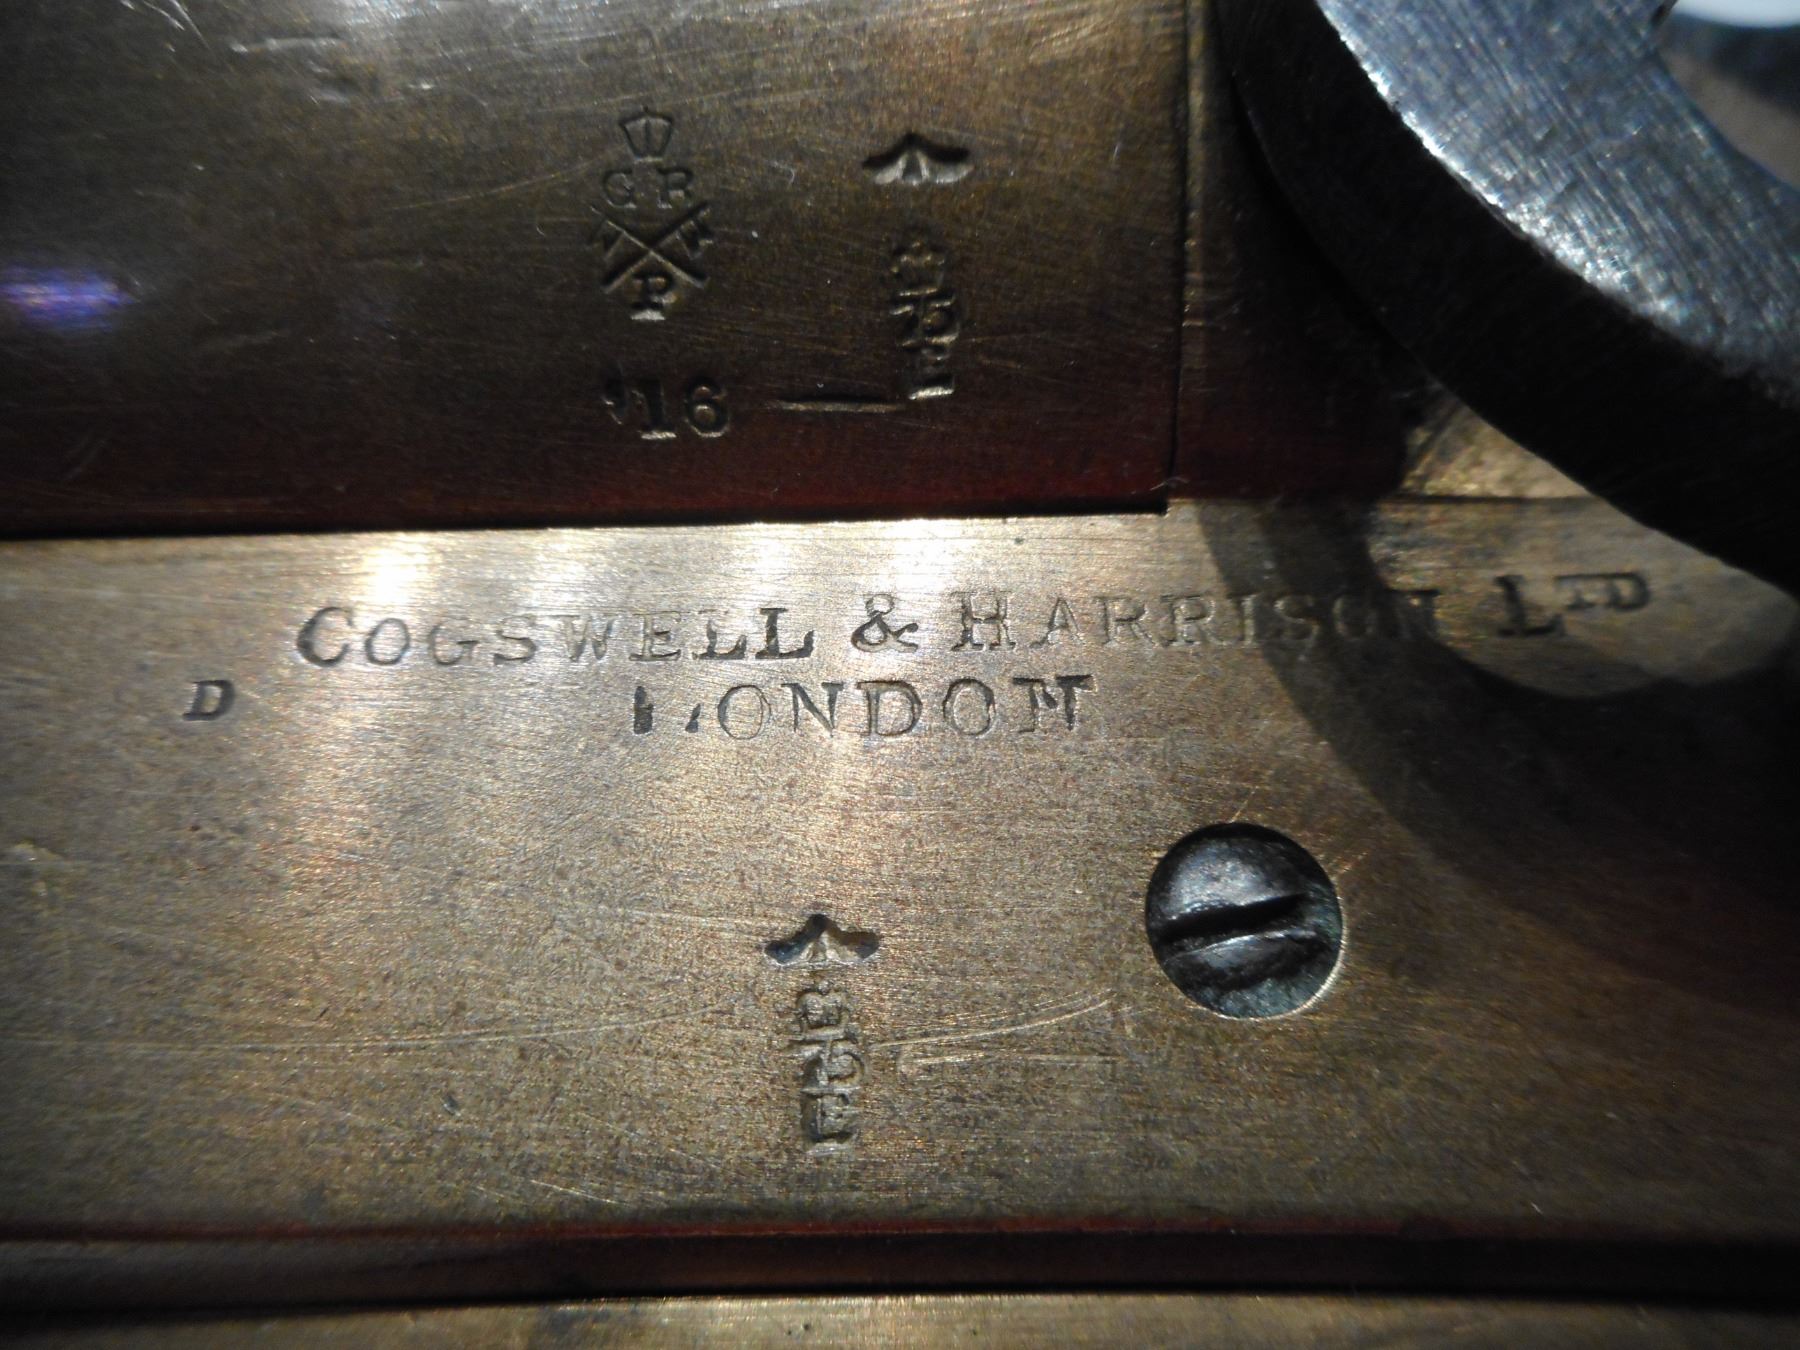 G R
P
'16
COGSWELL & HARRISON LTD
D
LONDON